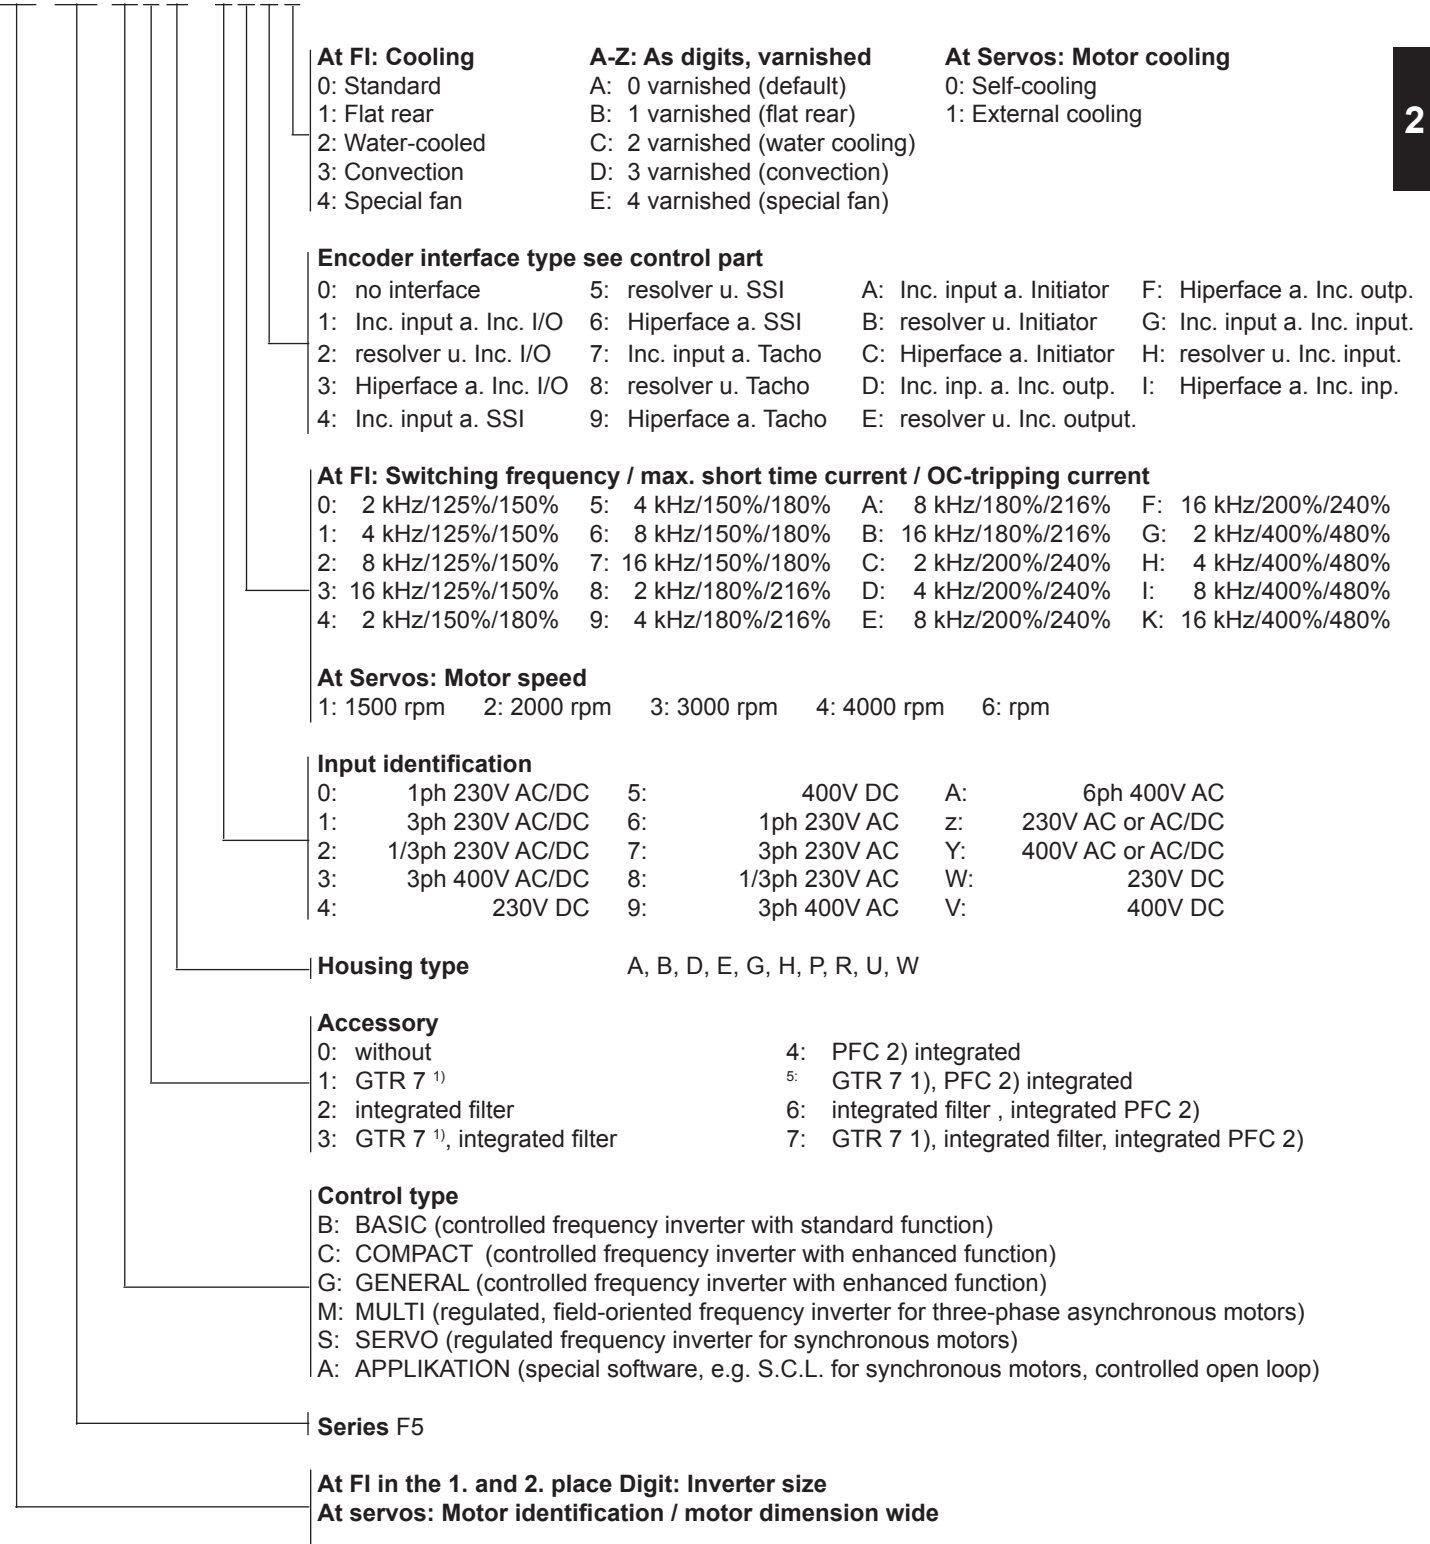 At FI: Cooling A-Z: As digits, varnished At Servos: Motor cooling
0: Standard A: 0 varnished (default) 0: Self-cooling
1: Flat rear B: 1 varnished (flat rear) 1: External cooling
2: Water-cooled C: 2 varnished (water cooling)
3: Convection D: 3 varnished (convection)
4: Special fan E: 4 varnished (special fan)
2
Encoder interface type see control part
0: no interface 5: resolver u. SSI A: Inc. input a. Initiator F: Hiperface a. Inc. outp.
1: Inc. input a. Inc. I/O 6: Hiperface a. SSI B: resolver u. Initiator G: Inc. input a. Inc. input.
2: resolver u. Inc. I/O 7: Inc. input a. Tacho C: Hiperface a. Initiator H: resolver u. Inc. input.
3: Hiperface a. Inc. I/O 8: resolver u. Tacho D: Inc. inp. a. Inc. outp. I: Hiperface a. Inc. inp.
4: Inc. input a. SSI 9: Hiperface a. Tacho E: resolver u. Inc. output.
At FI: Switching frequency / max. short time current / OC-tripping current
0: 2 kHz/125%/150% 5: 4 kHz/150%/180% A: 8 kHz/180%/216% F: 16 kHz/200%/240%
1: 4 kHz/125%/150% 6: 8 kHz/150%/180% B: 16 kHz/180%/216% G: 2 kHz/400%/480%
2: 8 kHz/125%/150% 7: 16 kHz/150%/180% C: 2 kHz/200%/240% H: 4 kHz/400%/480%
3: 16 kHz/125%/150% 8: 2 kHz/180%/216% D: 4 kHz/200%/240% I: 8 kHz/400%/480%
4: 2 kHz/150%/180% 9: 4 kHz/180%/216% E: 8 kHz/200%/240% K: 16 kHz/400%/480%
At Servos: Motor speed
1: 1500 rpm 2: 2000 rpm 3: 3000 rpm 4: 4000 rpm 6: rpm
Input identification
0: 1ph 230V AC/DC 5: 400V DC A: 6ph 400V AC
1: 3ph 230V AC/DC 6: 1ph 230V AC z: 230V AC or AC/DC
2: 1/3ph 230V AC/DC 7: 3ph 230V AC Y: 400V AC or AC/DC
3: 3ph 400V AC/DC 8: 1/3ph 230V AC W: 230V DC
4: 230V DC 9: 3ph 400V AC V: 400V DC
Housing type A, B, D, E, G, H, P, R, U, W
Accessory
0: without 4: PFC 2) integrated
1: GTR 7 1) 5: GTR 7 1), PFC 2) integrated
2: integrated filter 6: integrated filter , integrated PFC 2)
3: GTR 7 1), integrated filter 7: GTR 7 1), integrated filter, integrated PFC 2)
Control type
B: BASIC (controlled frequency inverter with standard function)
C: COMPACT (controlled frequency inverter with enhanced function)
G: GENERAL (controlled frequency inverter with enhanced function)
M: MULTI (regulated, field-oriented frequency inverter for three-phase asynchronous motors)
S: SERVO (regulated frequency inverter for synchronous motors)
A: APPLIKATION (special software, e.g. S.C.L. for synchronous motors, controlled open loop)
Series F5
At FI in the 1. and 2. place Digit: Inverter size
At servos: Motor identification / motor dimension wide